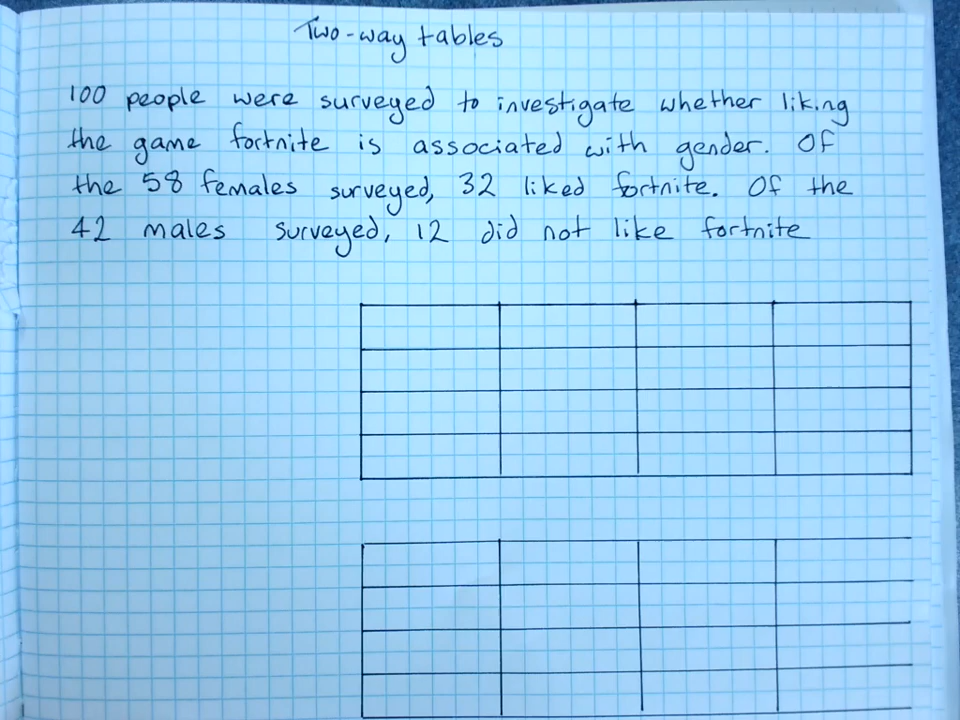 Two-way tables
100 people were surveyed to investigate whether liking
the game fortnite is associated with gender. Of
the 58 females surveyed, 32 liked fortnite. Of the
42 males surveyed, 12 did not like fortnite